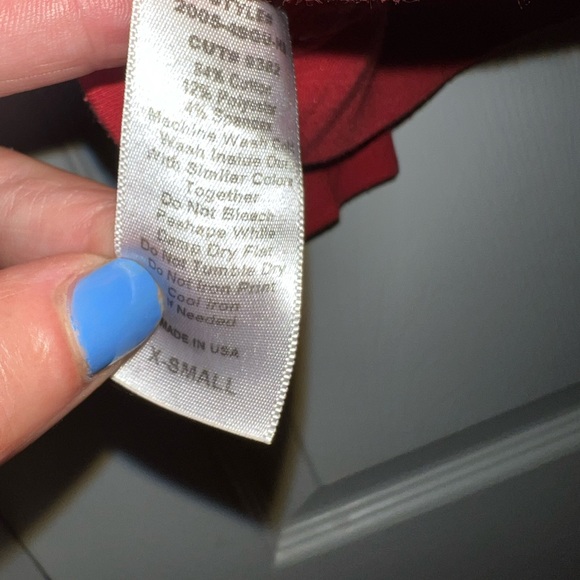 STYLE#
CUT# 9362
84% Cotton
12% Polyester
4% Spandex
Machine Wash Cold
Wash Inside Out
With Similar Colors
Together
Do Not Bleach
Reshape While
Damp Dry Flat
Do Not Tumble Dry
Do Not Iron Print
Cool Iron
If Needed
MADE IN USA
X-SMALL